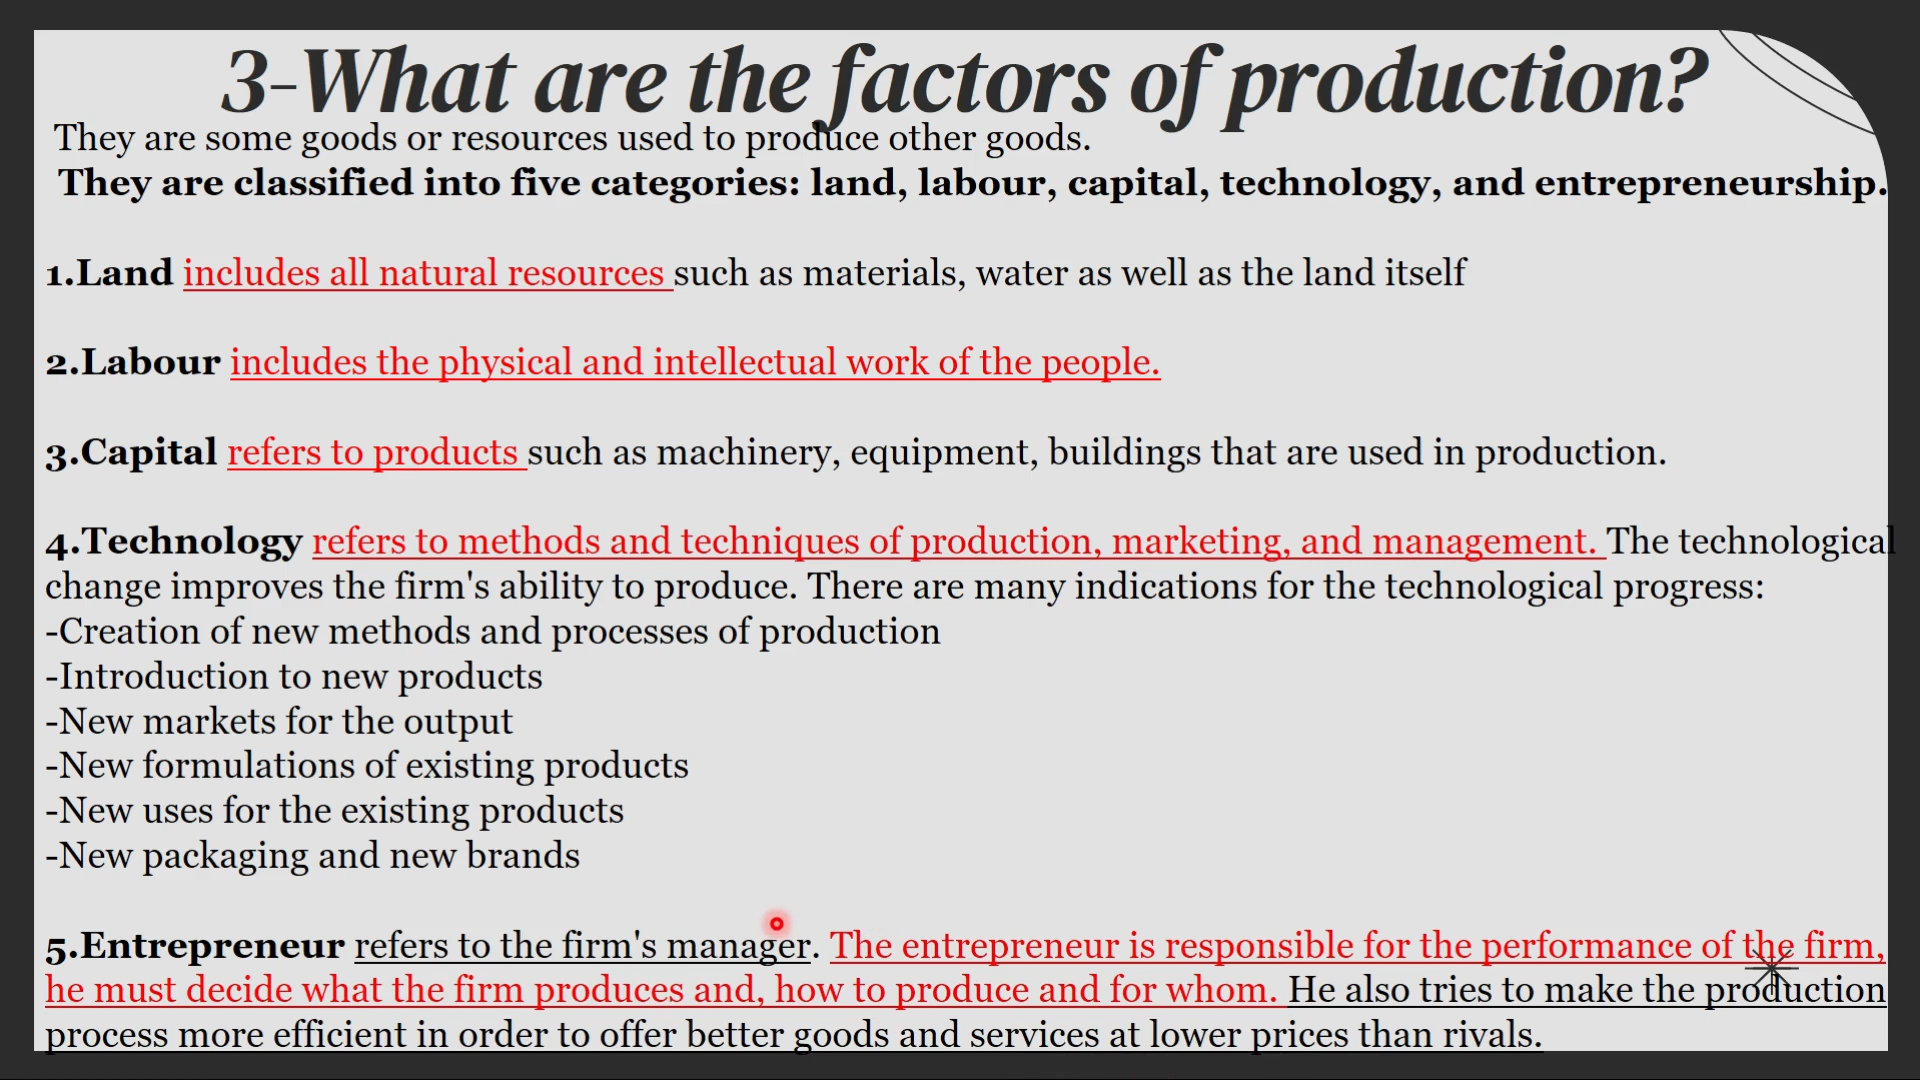 3-What are the factors of production?
They are some goods or resources used to produce other goods.
They are classified into five categories: land, labour, capital, technology, and entrepreneurship.
1.Land includes all natural resources such as materials, water as well as the land itself
2.Labour includes the physical and intellectual work of the people.
3.Capital refers to products such as machinery, equipment, buildings that are used in production.
4.Technology refers to methods and techniques of production, marketing, and management. The technological
change improves the firm's ability to produce. There are many indications for the technological progress:
-Creation of new methods and processes of production
-Introduction to new products
-New markets for the output
-New formulations of existing products
-New uses for the existing products
-New packaging and new brands
5.Entrepreneur refers to the firm's manager. The entrepreneur is responsible for the performance of the firm,
he must decide what the firm produces and, how to produce and for whom. He also tries to make the production
process more efficient in order to offer better goods and services at lower prices than rivals.